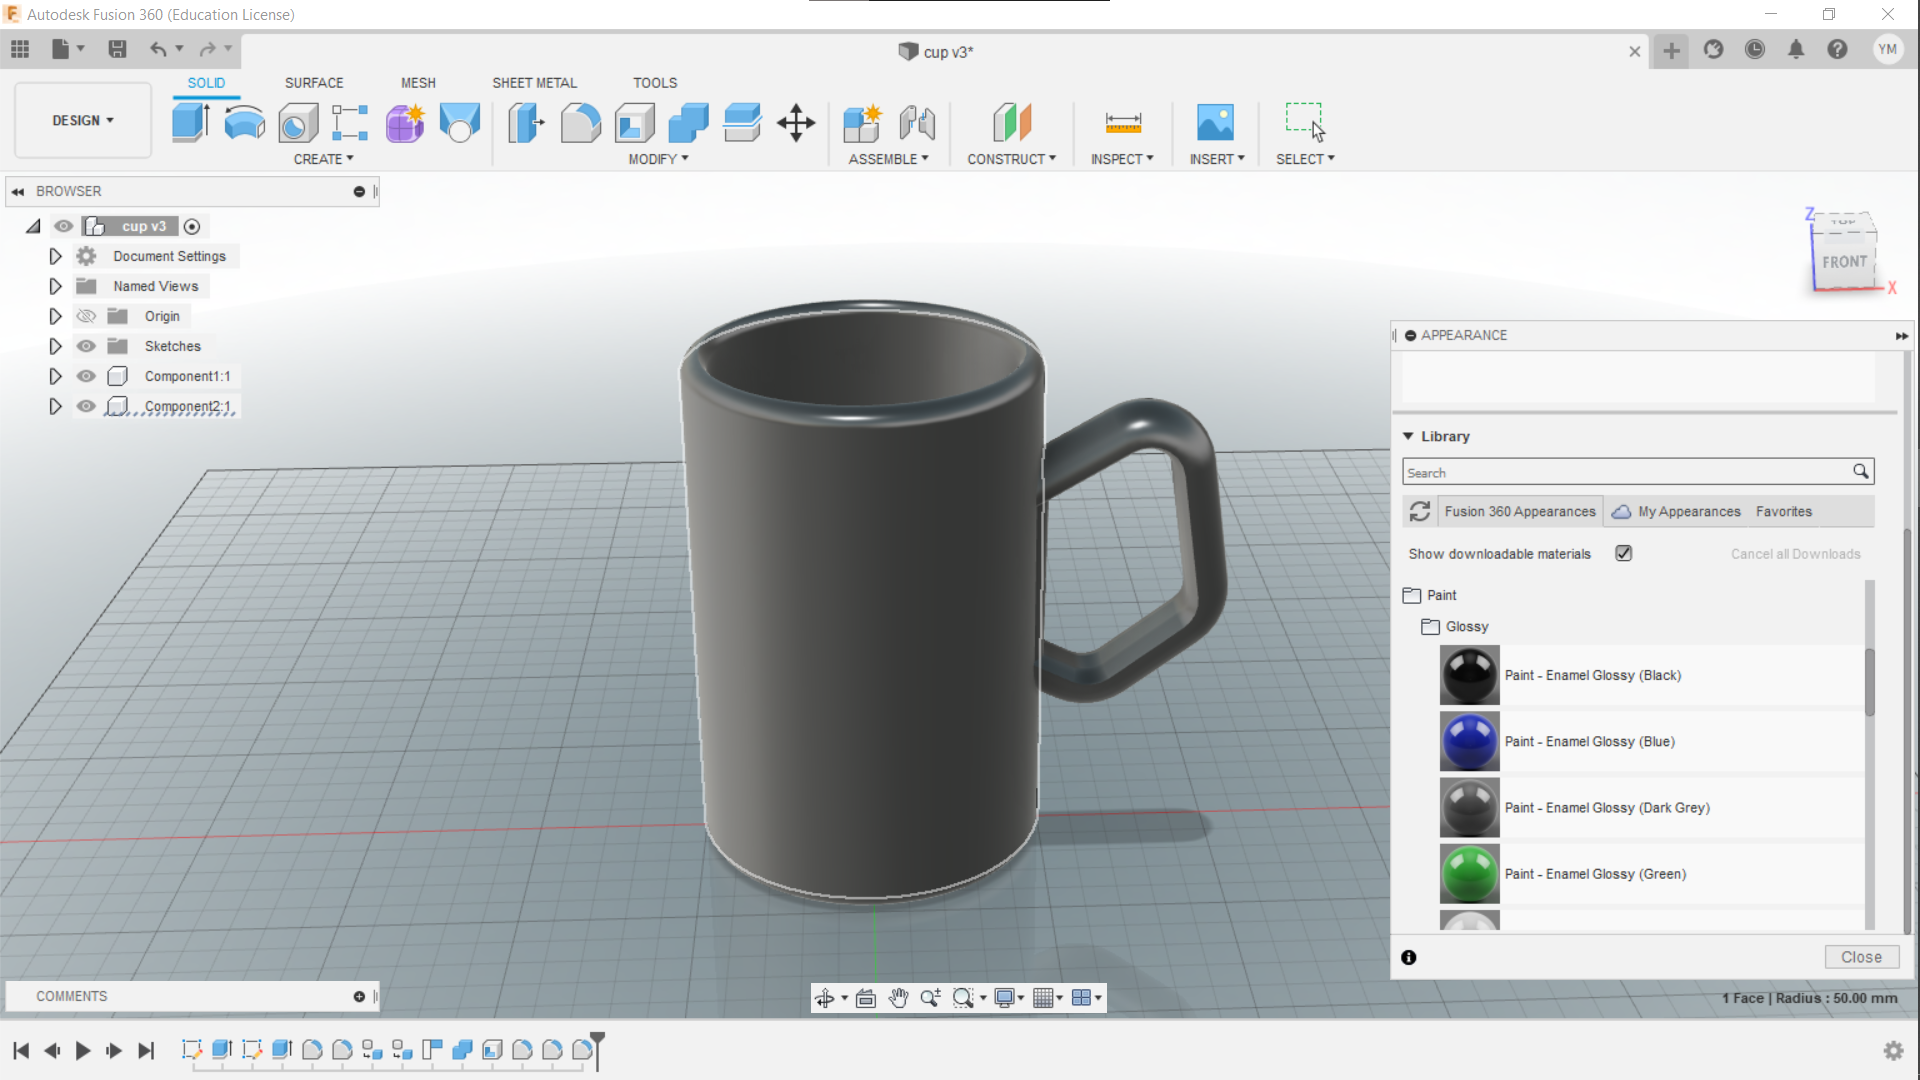 Autodesk Fusion 360 (Education License)
cup v3*
YM
SOLID
SURFACE
MESH
SHEET METAL
TOOLS
DESIGN
CREATE
MODIFY
ASSEMBLE
CONSTRUCT
INSPECT
INSERT
SELECT
BROWSER
cup v3
Document Settings
Named Views
Origin
Sketches
Component1:1
Component2:1
Z
TOP
FRONT
X
APPEARANCE
Library
Search
Fusion 360 Appearances
My Appearances
Favorites
Show downloadable materials
Cancel all Downloads
Paint
Glossy
Paint - Enamel Glossy (Black)
Paint - Enamel Glossy (Blue)
Paint - Enamel Glossy (Dark Grey)
Paint - Enamel Glossy (Green)
Close
COMMENTS
1 Face | Radius : 50.00 mm